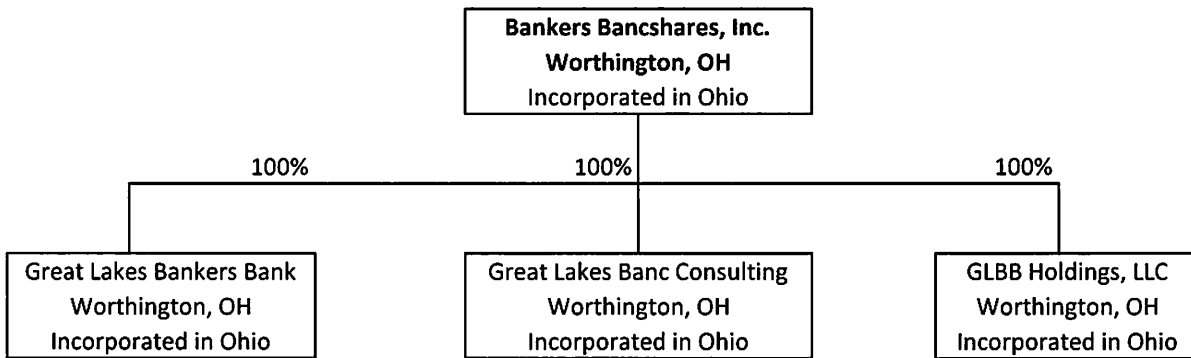 Bankers Bancshares, Inc.
Worthington, OH
Incorporated in Ohio
100%
100%
100%
Great Lakes Bankers Bank
Worthington, OH
Incorporated in Ohio
Great Lakes Banc Consulting
Worthington, OH
Incorporated in Ohio
GLBB Holdings, LLC
Worthington, OH
Incorporated in Ohio